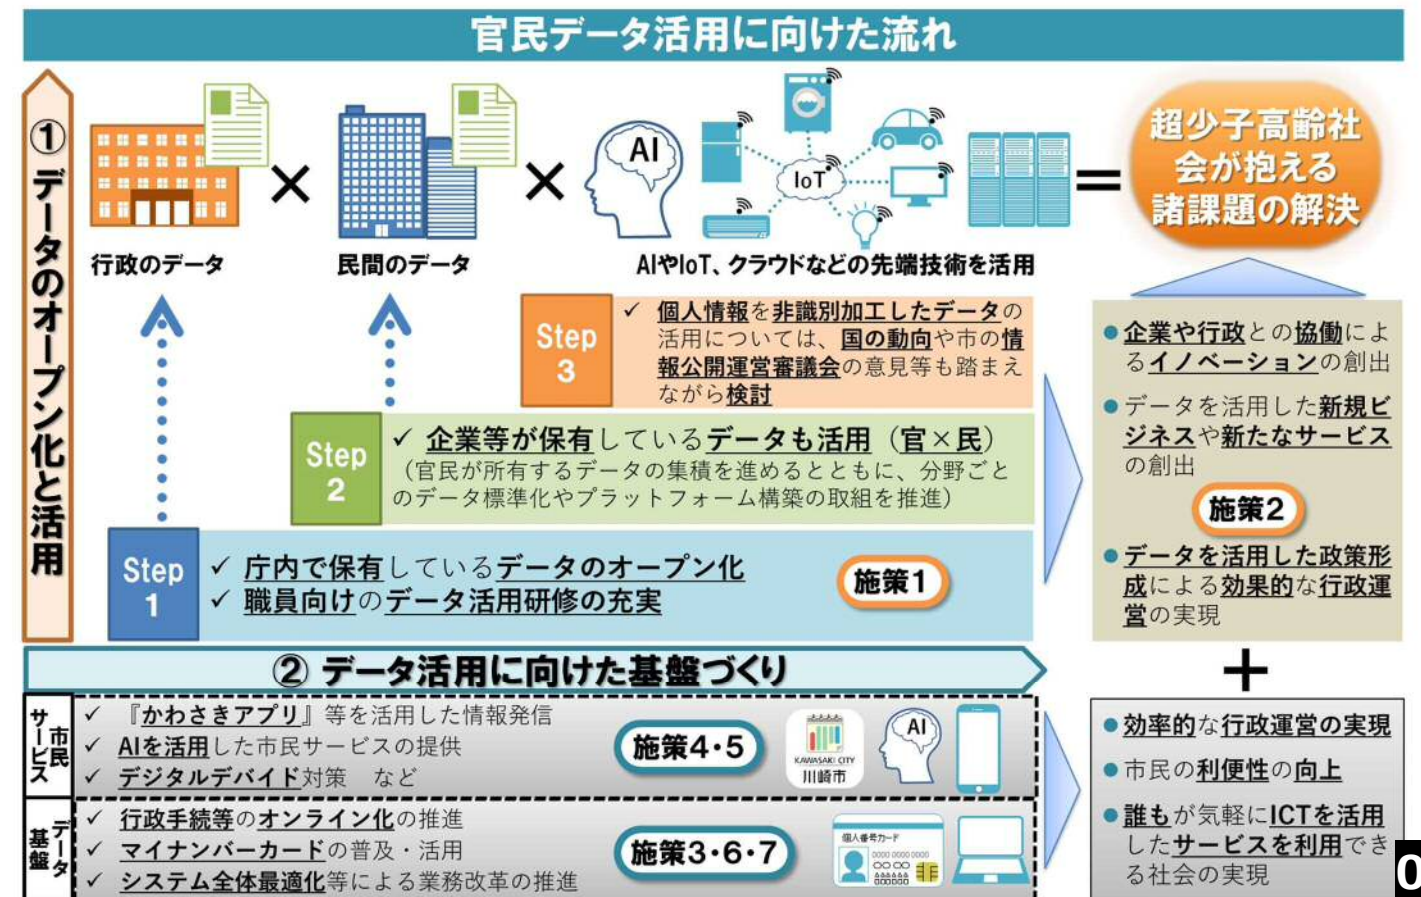 官民データ活用に向けた流れ
① データのオープン化と活用
行政のデータ
×
民間のデータ
×
AI
IoT
AIやIoT、クラウドなどの先端技術を活用
=
超少子高齢社
会が抱える
諸課題の解決
Step
3
✓ 個人情報を非識別加工したデータの
活用については、国の動向や市の情
報公開運営審議会の意見等も踏まえ
ながら検討
Step
2
✓ 企業等が保有しているデータも活用（官×民）
（官民が所有するデータの集積を進めるとともに、分野ごと
のデータ標準化やプラットフォーム構築の取組を推進）
Step
1
✓ 庁内で保有しているデータのオープン化
✓ 職員向けのデータ活用研修の充実
施策1
●企業や行政との協働によ
るイノベーションの創出
●データを活用した新規ビ
ジネスや新たなサービス
の創出
施策2
●データを活用した政策形
成による効果的な行政運
営の実現
② データ活用に向けた基盤づくり
+
市民
サービス
✓ 『かわさきアプリ』等を活用した情報発信
✓ AIを活用した市民サービスの提供
✓ デジタルデバイド対策　など
施策4・5
KAWASAKI CITY
川崎市
AI
データ
基盤
✓ 行政手続等のオンライン化の推進
✓ マイナンバーカードの普及・活用
✓ システム全体最適化等による業務改革の推進
施策3・6・7
個人番号カード
0000 0000 0000
●効率的な行政運営の実現
●市民の利便性の向上
●誰もが気軽にICTを活用
したサービスを利用でき
る社会の実現
0